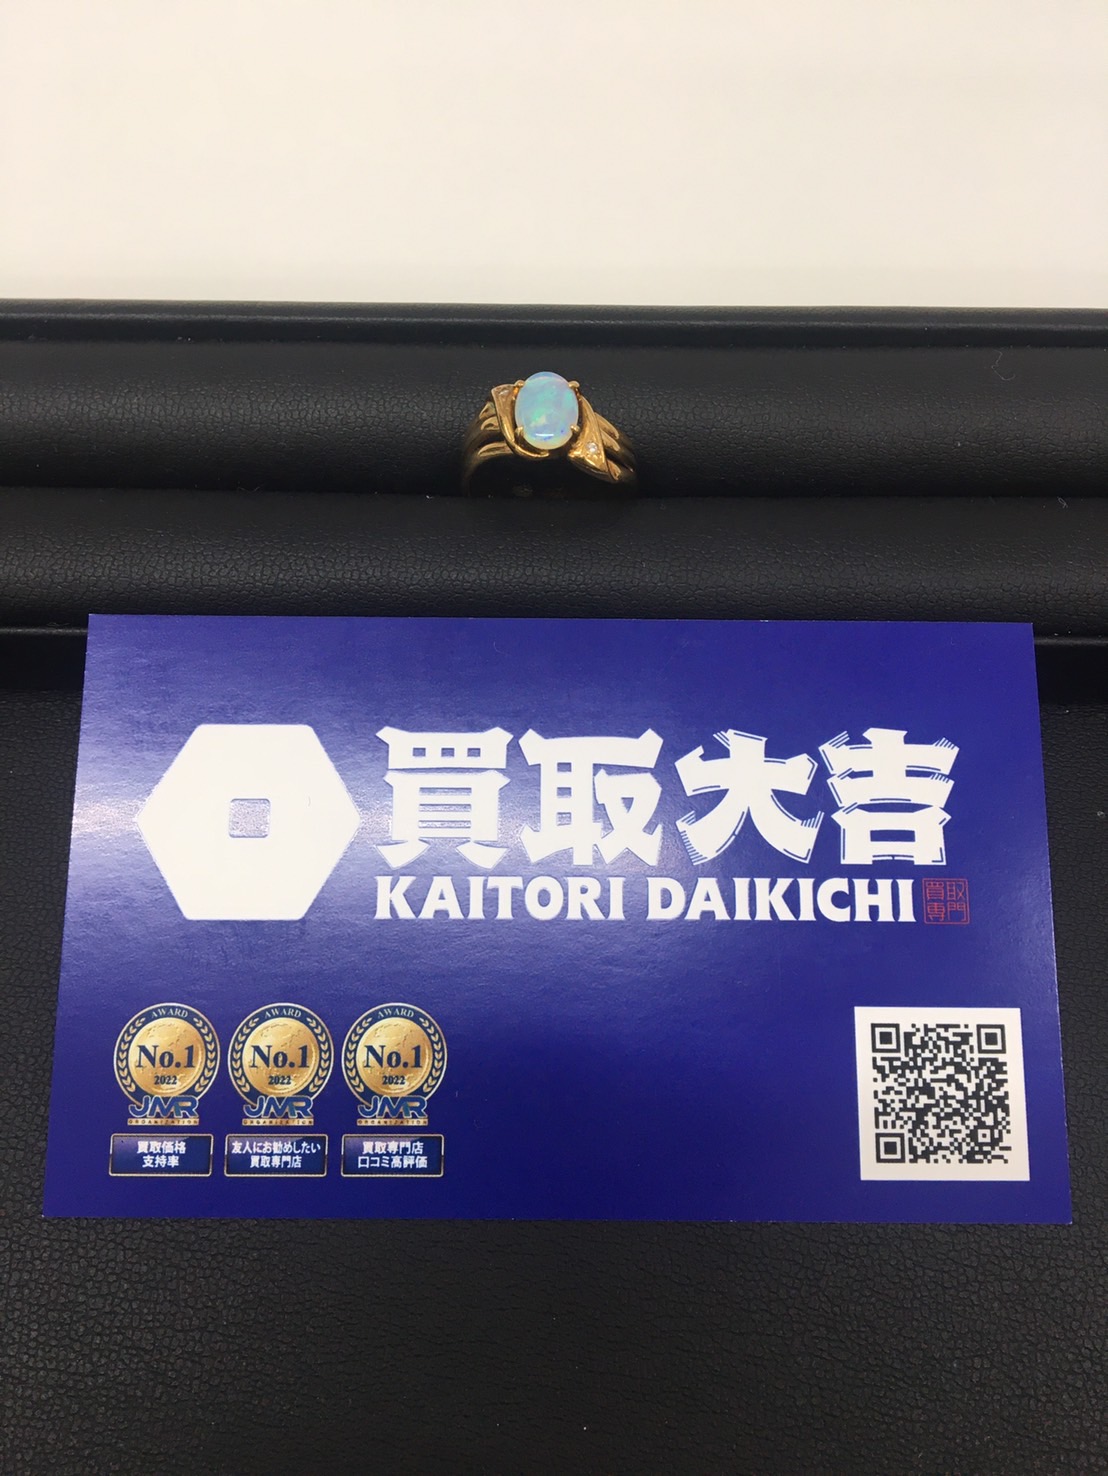 買取大吉
KAITORI DAIKICHI
買取
専門
AWARD
No.1
2022
JMR
ORGANIZATION
買取価格
支持率
AWARD
No.1
2022
JMR
ORGANIZATION
友人にお勧めしたい
買取専門店
AWARD
No.1
2022
JMR
ORGANIZATION
買取専門店
口コミ高評価